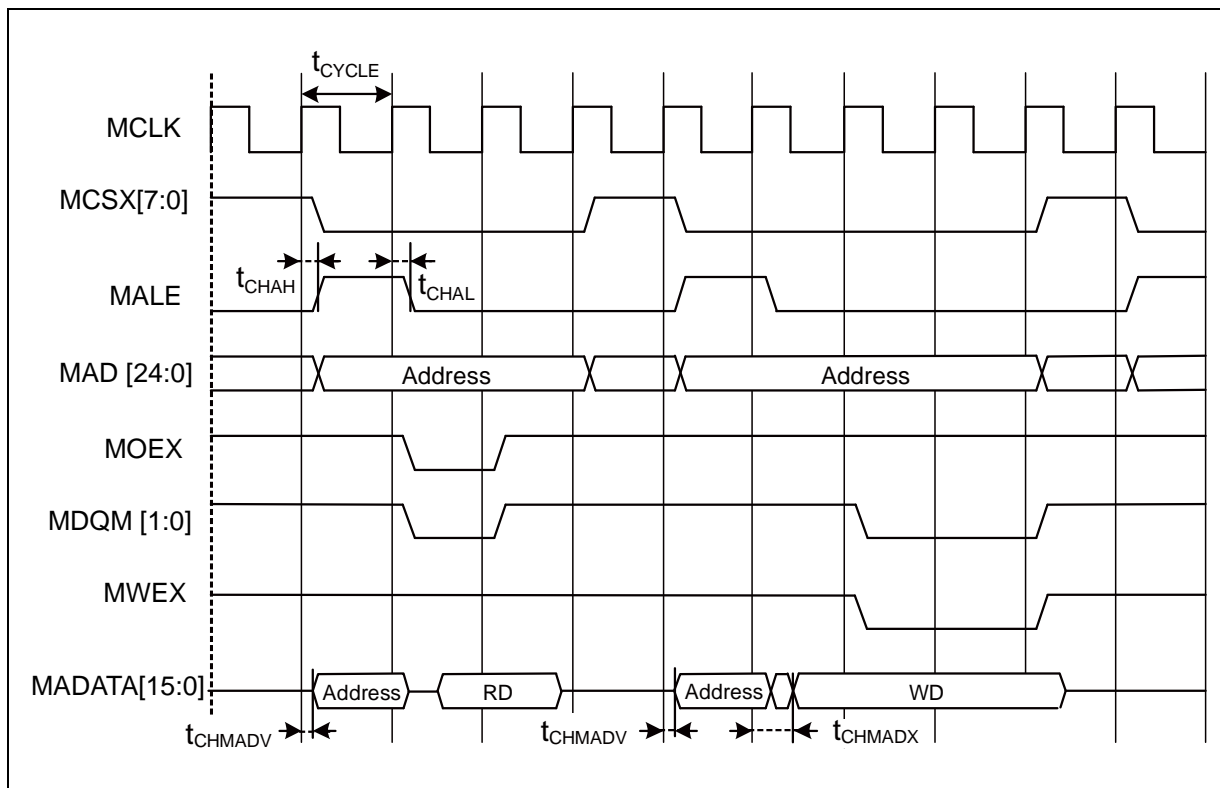 tCYCLE
MCLK
MCSX[7:0]
tCHAH
tCHAL
MALE
MAD [24:0]
Address
Address
MOEX
MDQM [1:0]
MWEX
MADATA[15:0]
Address
RD
Address
WD
tCHMADV
tCHMADV
tCHMADX